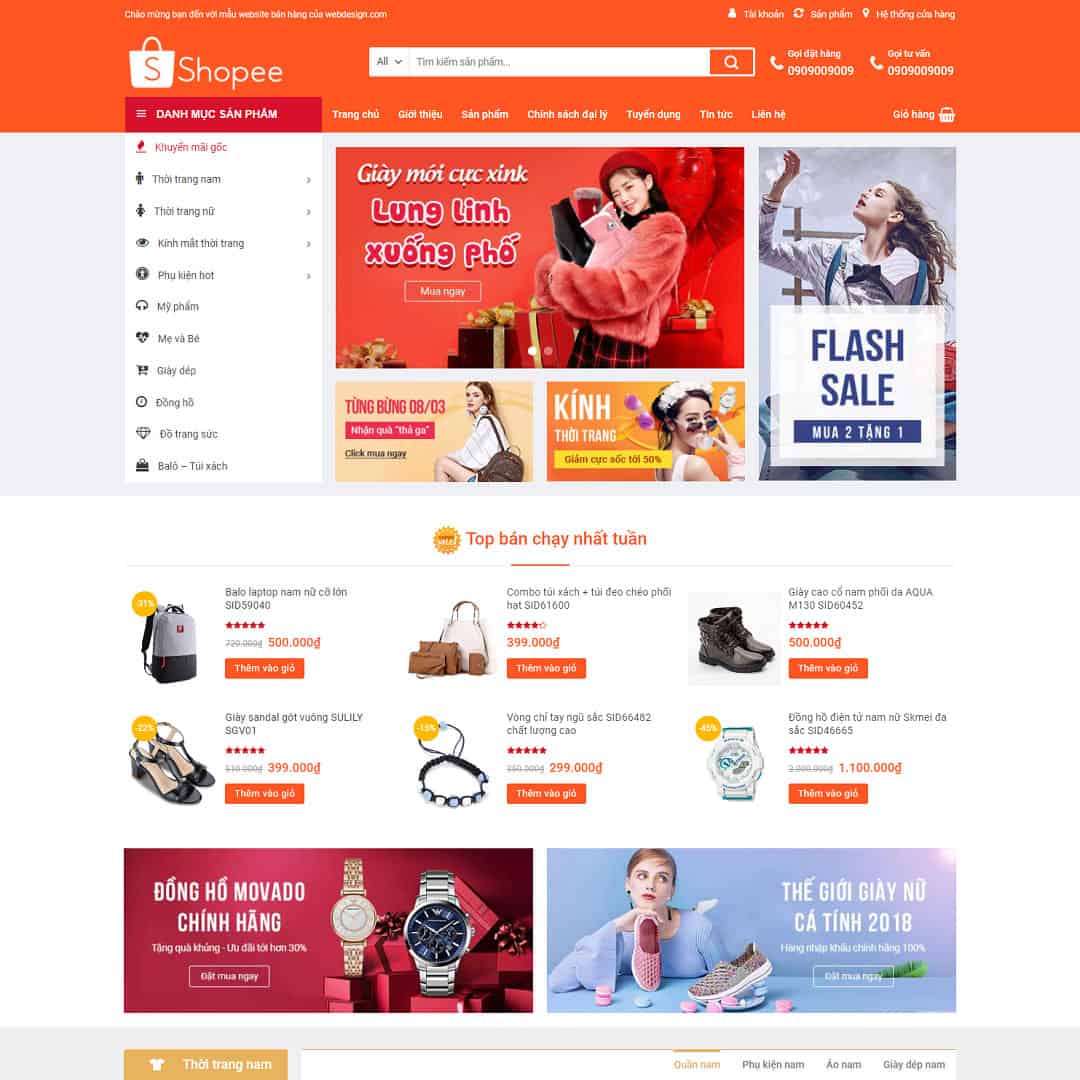 Chào mừng bạn đến với mẫu website bán hàng của webdesign.com
Tài khoản
Sản phẩm
Hệ thống cửa hàng
S Shopee
All
Tìm kiếm sản phẩm...
Gọi đặt hàng
0909009009
Gọi tư vấn
0909009009
DANH MỤC SẢN PHẨM
Trang chủ
Giới thiệu
Sản phẩm
Chính sách đại lý
Tuyển dụng
Tin tức
Liên hệ
Giỏ hàng
Khuyến mãi gốc
Thời trang nam
Thời trang nữ
Kính mắt thời trang
Phụ kiện hot
Mỹ phẩm
Mẹ và Bé
Giày dép
Đồng hồ
Đồ trang sức
Balô – Túi xách
Giày mới cực xink
Lung linh
xuống phố
Mua ngay
TỪNG BỪNG 08/03
Nhận quà "thả ga"
Click mua ngay
KÍNH
THỜI TRANG
Giảm cực sốc tới 50%
FLASH
SALE
MUA 2 TẶNG 1
Top bán chạy nhất tuần
-31%
Balo laptop nam nữ cỡ lớn
SID59040
720.000₫ 500.000₫
Thêm vào giỏ
Combo túi xách + túi đeo chéo phối
hạt SID61600
399.000₫
Thêm vào giỏ
Giày cao cổ nam phối da AQUA
M130 SID60452
500.000₫
Thêm vào giỏ
-22%
Giày sandal gót vuông SULILY
SGV01
510.000₫ 399.000₫
Thêm vào giỏ
-15%
Vòng chỉ tay ngũ sắc SID66482
chất lượng cao
350.000₫ 299.000₫
Thêm vào giỏ
-45%
Đồng hồ điện tử nam nữ Skmei đa
sắc SID46665
1.100.000₫
Thêm vào giỏ
ĐỒNG HỒ MOVADO
CHÍNH HÃNG
Tặng quà khủng - Ưu đãi tới hơn 30%
Đặt mua ngay
THẾ GIỚI GIÀY NỮ
CÁ TÍNH 2018
Hàng nhập khẩu chính hãng 100%
Đặt mua ngay
Thời trang nam
Quần nam
Phụ kiện nam
Áo nam
Giày dép nam